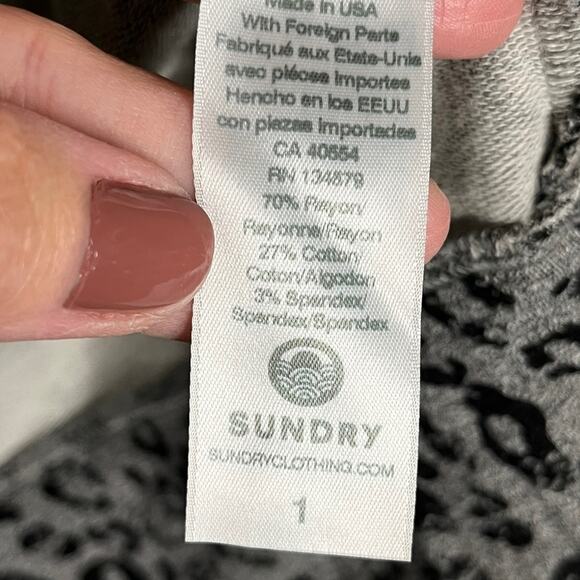 Made in USA
With Foreign Parts
Fabriqué aux Etats-Unis
avec pièces importes
Hencho en los EEUU
con piezas importadas
CA 40554
RN 134579
70% Rayon/
Rayonne/Rayon
27% Cotton/
Coton/Algodon
3% Spandex/
Spandex/Spandex
SUNDRY
SUNDRYCLOTHING.COM
1